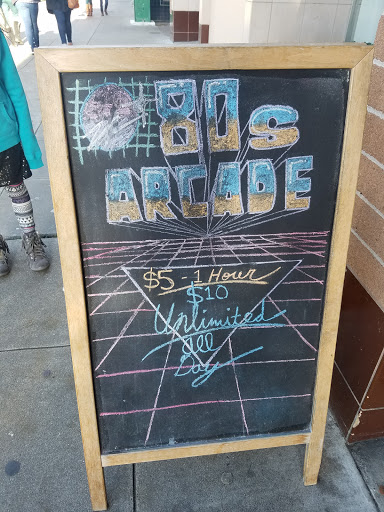 80s
ARCADE
$5 - 1 Hour
$10
Unlimited
All
Day